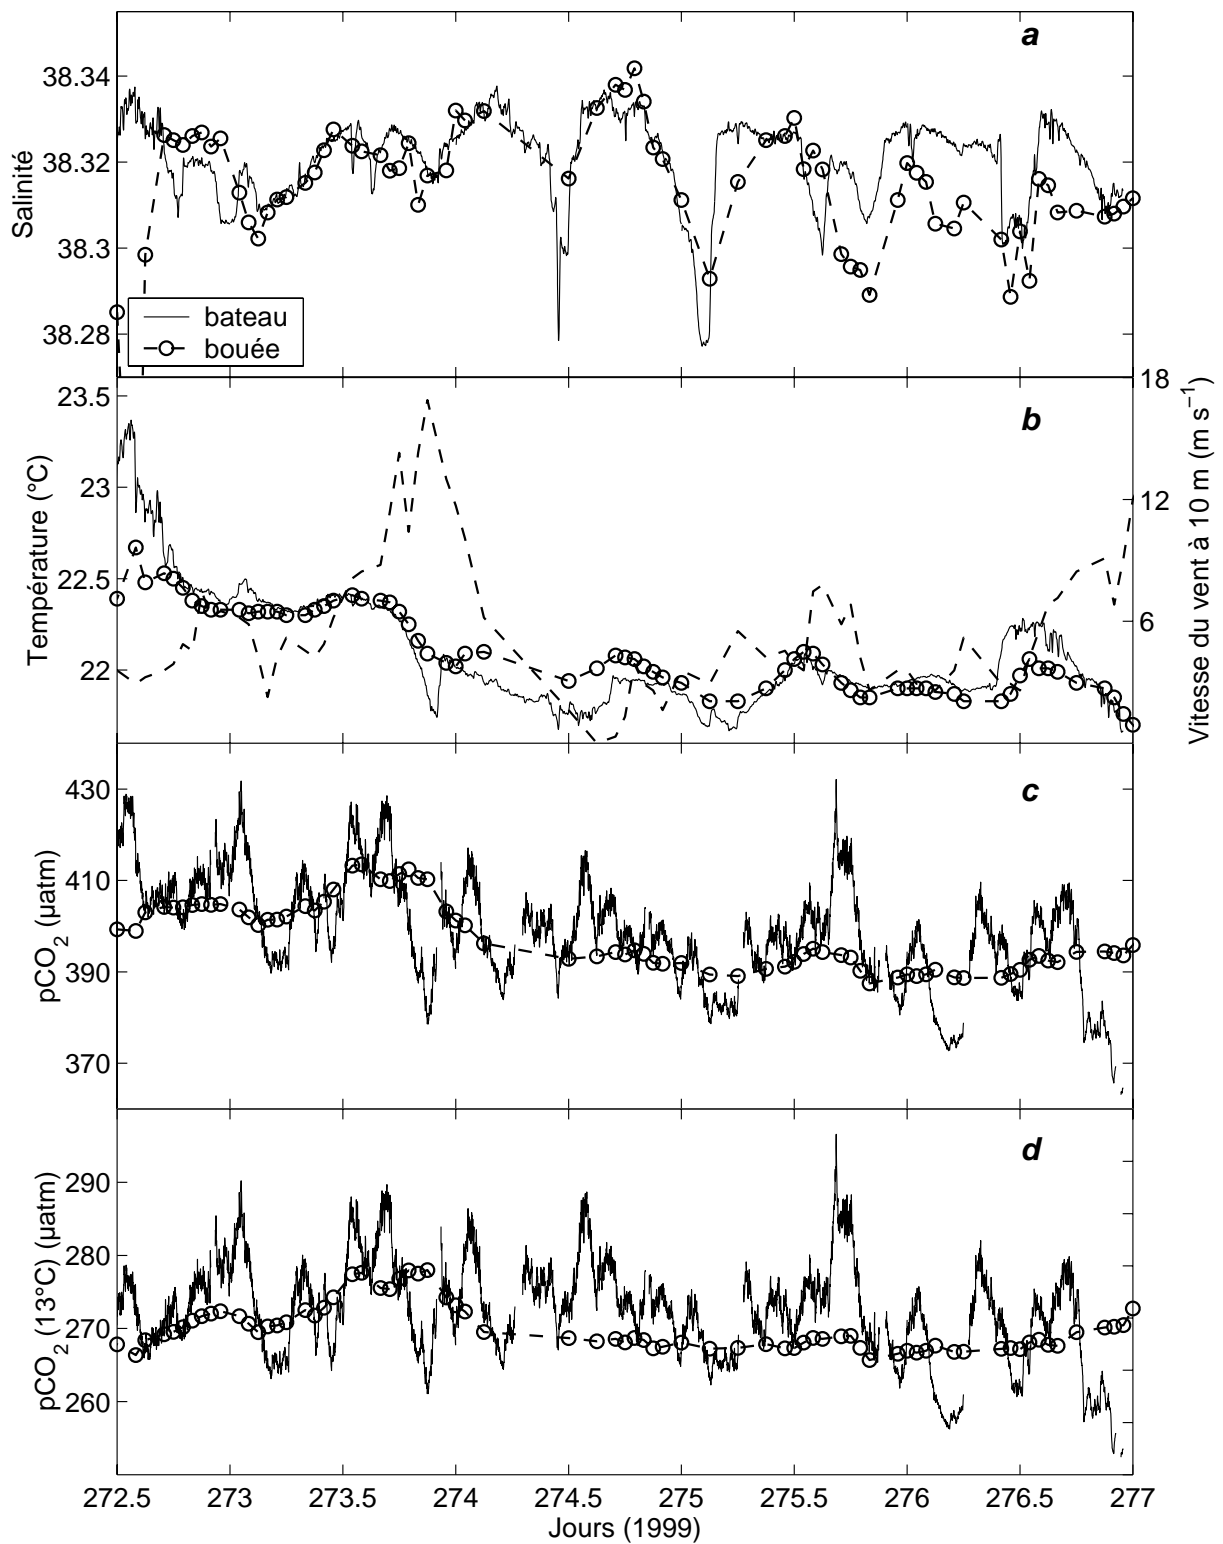 a
38.34
38.32
38.3
38.28
Salinité
bateau
bouée
b
23.5
23
22.5
22
Température (°C)
18
12
6
Vitesse du vent à 10 m (m s−1)
c
430
410
390
370
pCO2 (µatm)
d
290
280
270
260
pCO2 (13°C) (µatm)
272.5 273 273.5 274 274.5 275 275.5 276 276.5 277
Jours (1999)